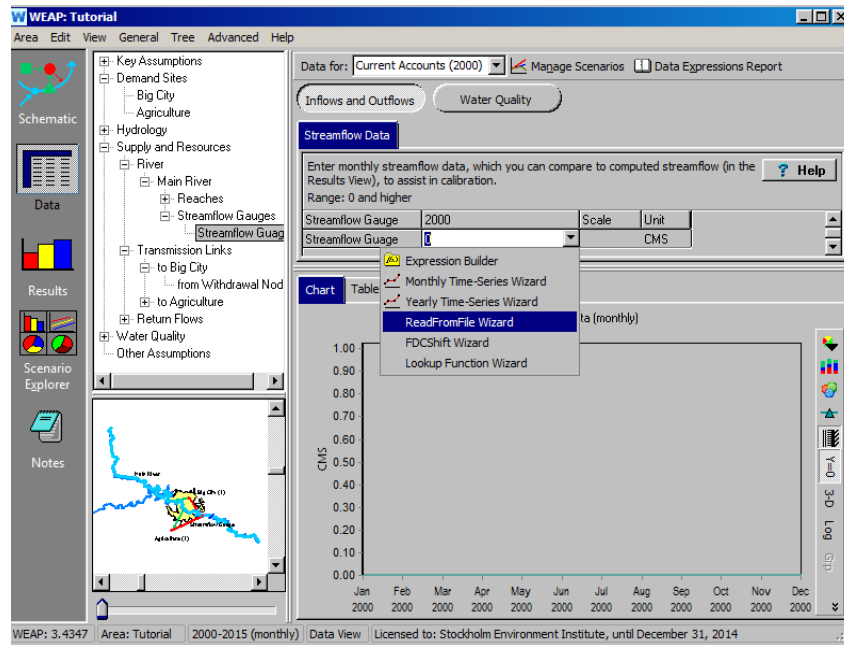 WEAP: Tutorial
Area Edit View General Tree Advanced Help
Schematic
Data
Results
Scenario
Explorer
Notes
Key Assumptions
Demand Sites
Big City
Agriculture
Hydrology
Supply and Resources
River
Main River
Reaches
Streamflow Gauges
Streamflow Guag
Transmission Links
to Big City
from Withdrawal Nod
to Agriculture
Return Flows
Water Quality
Other Assumptions
Main River
Big City (1)
Agriculture (1)
Data for: Current Accounts (2000) Manage Scenarios Data Expressions Report
Inflows and Outflows Water Quality
Streamflow Data
Enter monthly streamflow data, which you can compare to computed streamflow (in the
Results View), to assist in calibration.
Range: 0 and higher
? Help
Streamflow Gauge 2000 Scale Unit
Streamflow Guage 0 CMS
Expression Builder
Monthly Time-Series Wizard
Yearly Time-Series Wizard
ReadFromFile Wizard
FDCShift Wizard
Lookup Function Wizard
Chart Table
ta (monthly)
CMS
1.00
0.90
0.80
0.70
0.60
0.50
0.40
0.30
0.20
0.10
0.00
Jan Feb Mar Apr May Jun Jul Aug Sep Oct Nov Dec
2000 2000 2000 2000 2000 2000 2000 2000 2000 2000 2000 2000
Y=0
3-D
Log
Grp
WEAP: 3.4347 Area: Tutorial 2000-2015 (monthly) Data View Licensed to: Stockholm Environment Institute, until December 31, 2014